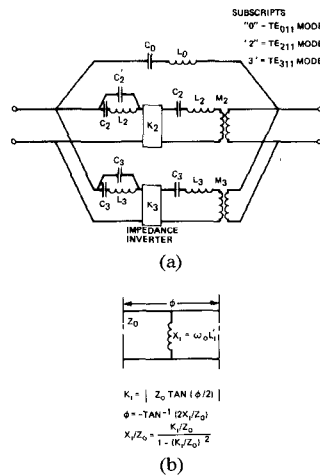 SUBSCRIPTS
"0" - TE011 MODE
'2" = TE211 MODE
3' = TE311 MODE
C0 L0
C2'
C2 L2 K2 C2 L2 M2
C3
C3 L3 K3 C3 L3 M3
IMPEDANCE
INVERTER
(a)
ϕ
Z0 X1 = ω0L1'
K1 = | Z0 TAN (ϕ/2)
ϕ = -TAN⁻¹ (2X1/Z0)
X1/Z0 = K1/Z0 / 1 - (K1/Z0)²
(b)